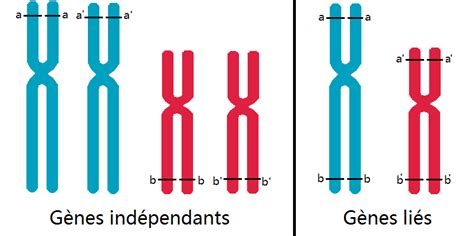 a a a' a'
b b b' b'
Gènes indépendants
a a
a' a'
b b b' b'
Gènes liés